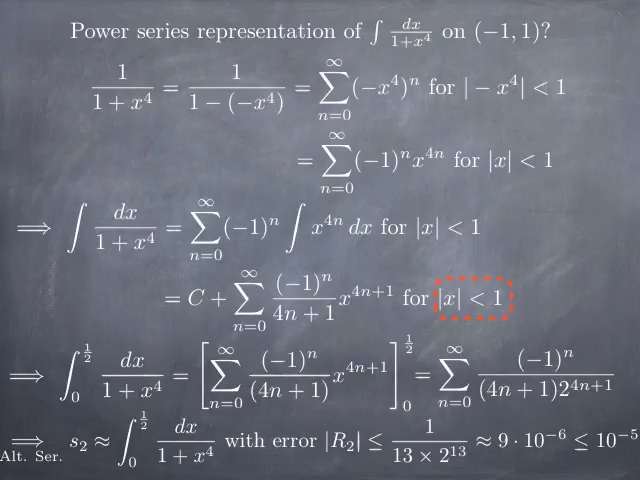 Power series representation of ∫ dx/(1+x⁴) on (−1, 1)?
1/(1 + x⁴) = 1/(1 − (−x⁴)) = ∑_{n=0}^{∞} (−x⁴)ⁿ for | − x⁴| < 1
= ∑_{n=0}^{∞} (−1)ⁿx⁴ⁿ for |x| < 1
⟹ ∫ dx/(1 + x⁴) = ∑_{n=0}^{∞} (−1)ⁿ ∫ x⁴ⁿ dx for |x| < 1
= C + ∑_{n=0}^{∞} (−1)ⁿ/(4n + 1) x⁴ⁿ⁺¹ for |x| < 1
⟹ ∫_0^{1/2} dx/(1 + x⁴) = [∑_{n=0}^{∞} (−1)ⁿ/(4n + 1) x⁴ⁿ⁺¹]_0^{1/2} = ∑_{n=0}^{∞} (−1)ⁿ/((4n + 1)2⁴ⁿ⁺¹)
⟹ s₂ ≈ ∫_0^{1/2} dx/(1 + x⁴) with error |R₂| ≤ 1/(13 × 2¹³) ≈ 9 · 10⁻⁶ ≤ 10⁻⁵
Alt. Ser.